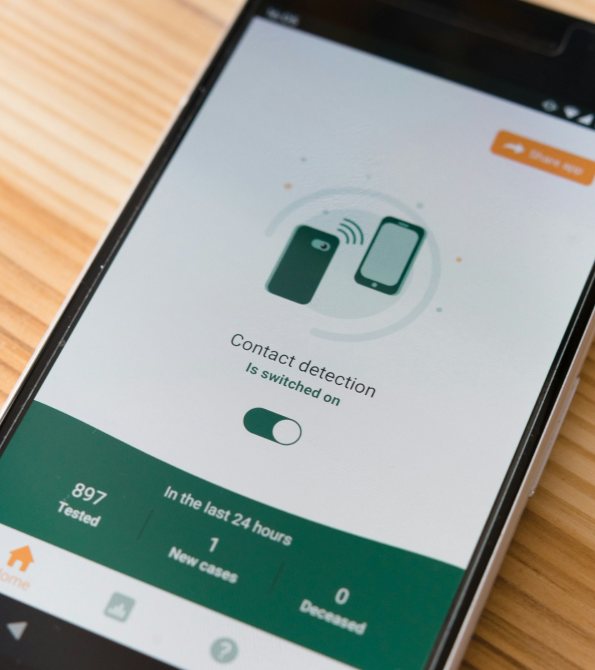 Share app
Contact detection
Is switched on
In the last 24 hours
897
Tested
1
New cases
0
Deceased